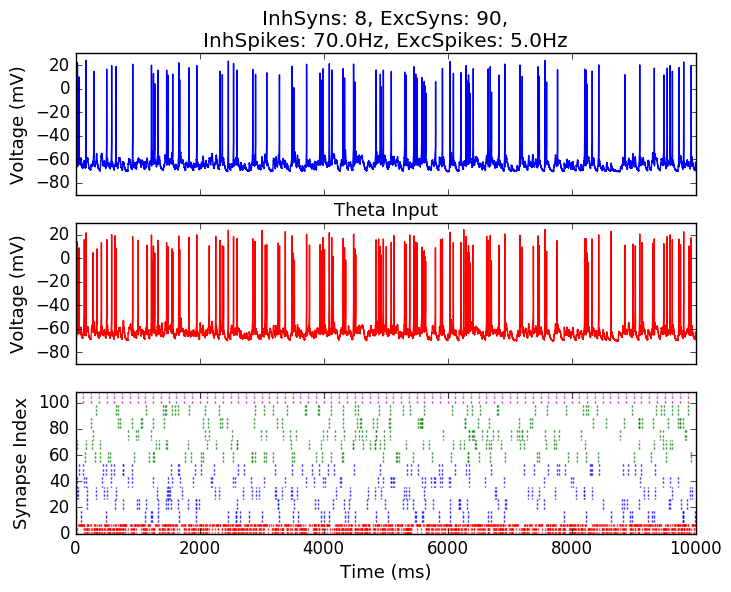 InhSyns: 8, ExcSyns: 90,
InhSpikes: 70.0Hz, ExcSpikes: 5.0Hz
20
0
−20
−40
−60
−80
Voltage (mV)
Theta Input
20
0
−20
−40
−60
−80
Voltage (mV)
100
80
60
40
20
0
Synapse Index
0 2000 4000 6000 8000 10000
Time (ms)